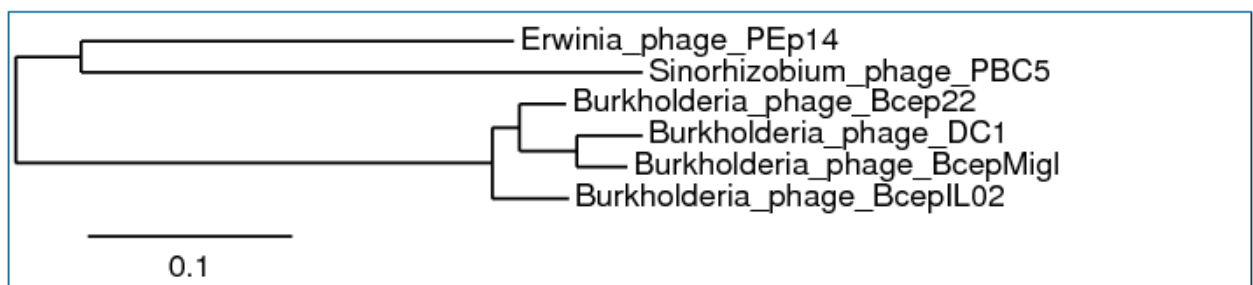 Erwinia_phage_PEp14
Sinorhizobium_phage_PBC5
Burkholderia_phage_Bcep22
Burkholderia_phage_DC1
Burkholderia_phage_BcepMigl
Burkholderia_phage_BcepIL02
0.1